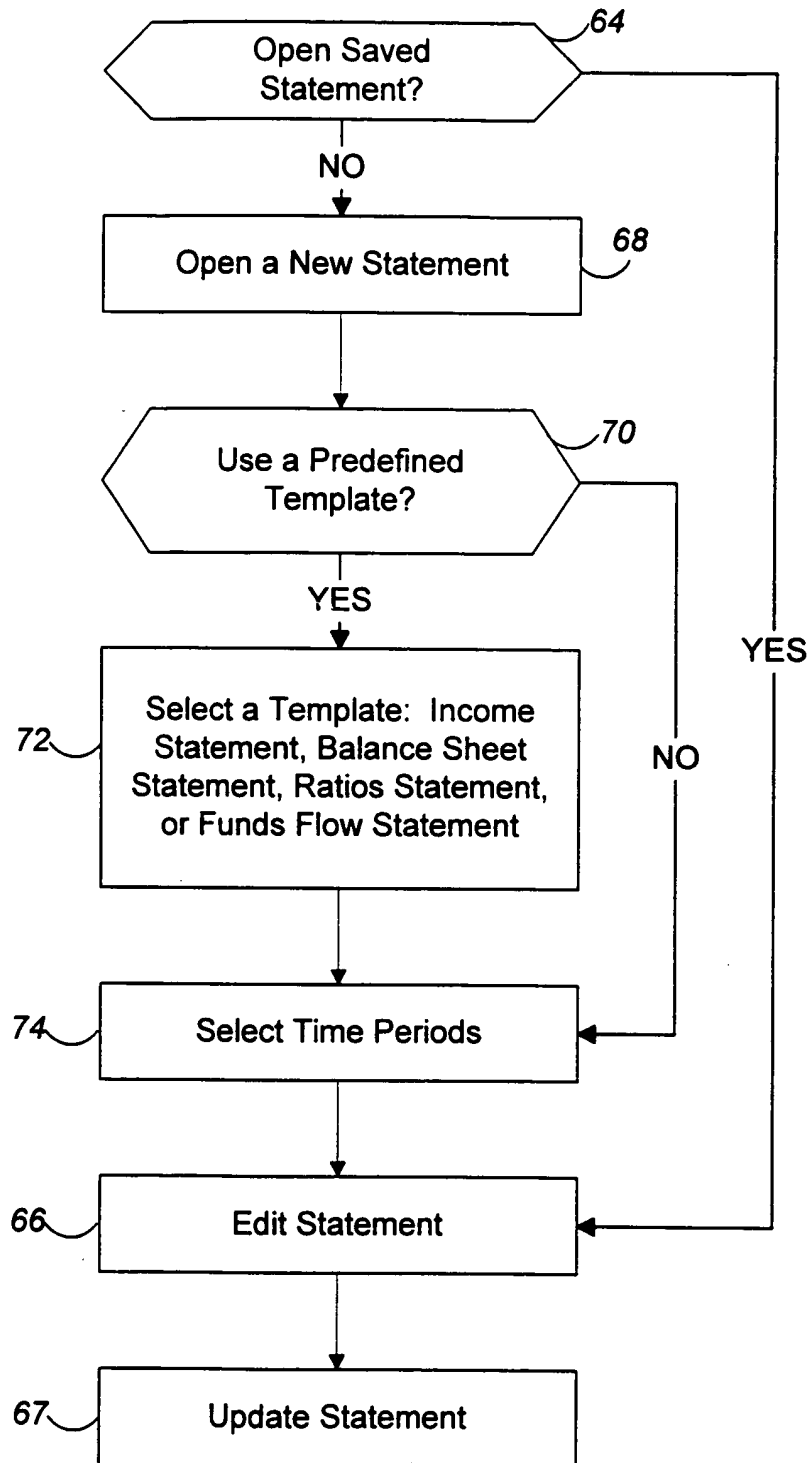 64
Open Saved
Statement?
NO
Open a New Statement
68
70
Use a Predefined
Template?
YES
YES
72
Select a Template: Income
Statement, Balance Sheet
Statement, Ratios Statement,
or Funds Flow Statement
NO
74
Select Time Periods
66
Edit Statement
67
Update Statement